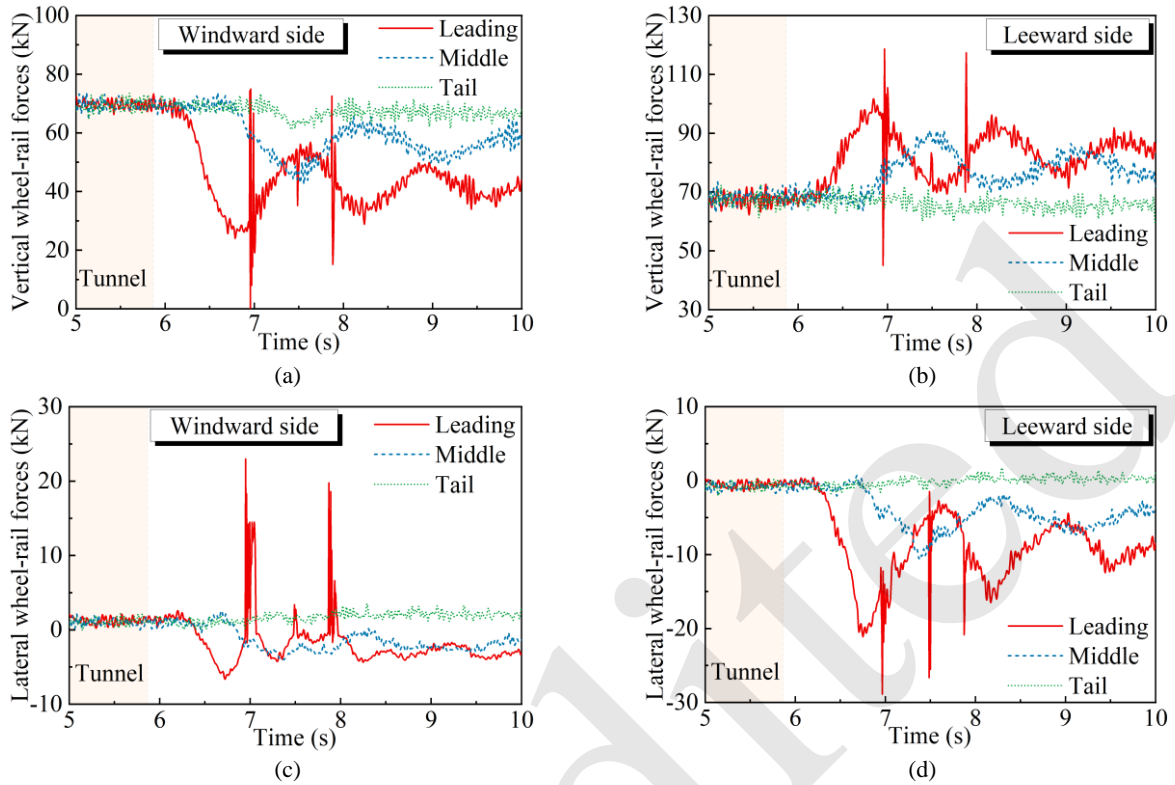 (a)
Vertical wheel-rail forces (kN)
100
80
60
40
20
0
Windward side
Leading
Middle
Tail
Tunnel
5 6 7 8 9 10
Time (s)
(b)
Vertical wheel-rail forces (kN)
130
110
90
70
50
30
Leeward side
Leading
Middle
Tail
Tunnel
5 6 7 8 9 10
Time (s)
(c)
Lateral wheel-rail forces (kN)
30
20
10
0
-10
Windward side
Leading
Middle
Tail
Tunnel
5 6 7 8 9 10
Time (s)
(d)
Lateral wheel-rail forces (kN)
10
0
-10
-20
-30
Leeward side
Leading
Middle
Tail
Tunnel
5 6 7 8 9 10
Time (s)
dited